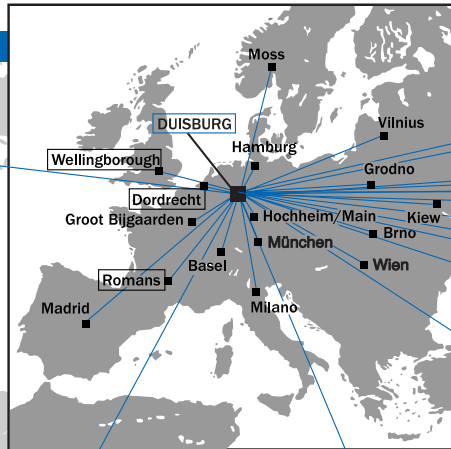 Moss
DUISBURG
Vilnius
Hamburg
Wellingborough
Grodno
Dordrecht
Groot Bijgaarden
Hochheim/Main
Kiew
Brno
München
Basel
Wien
Romans
Madrid
Milano